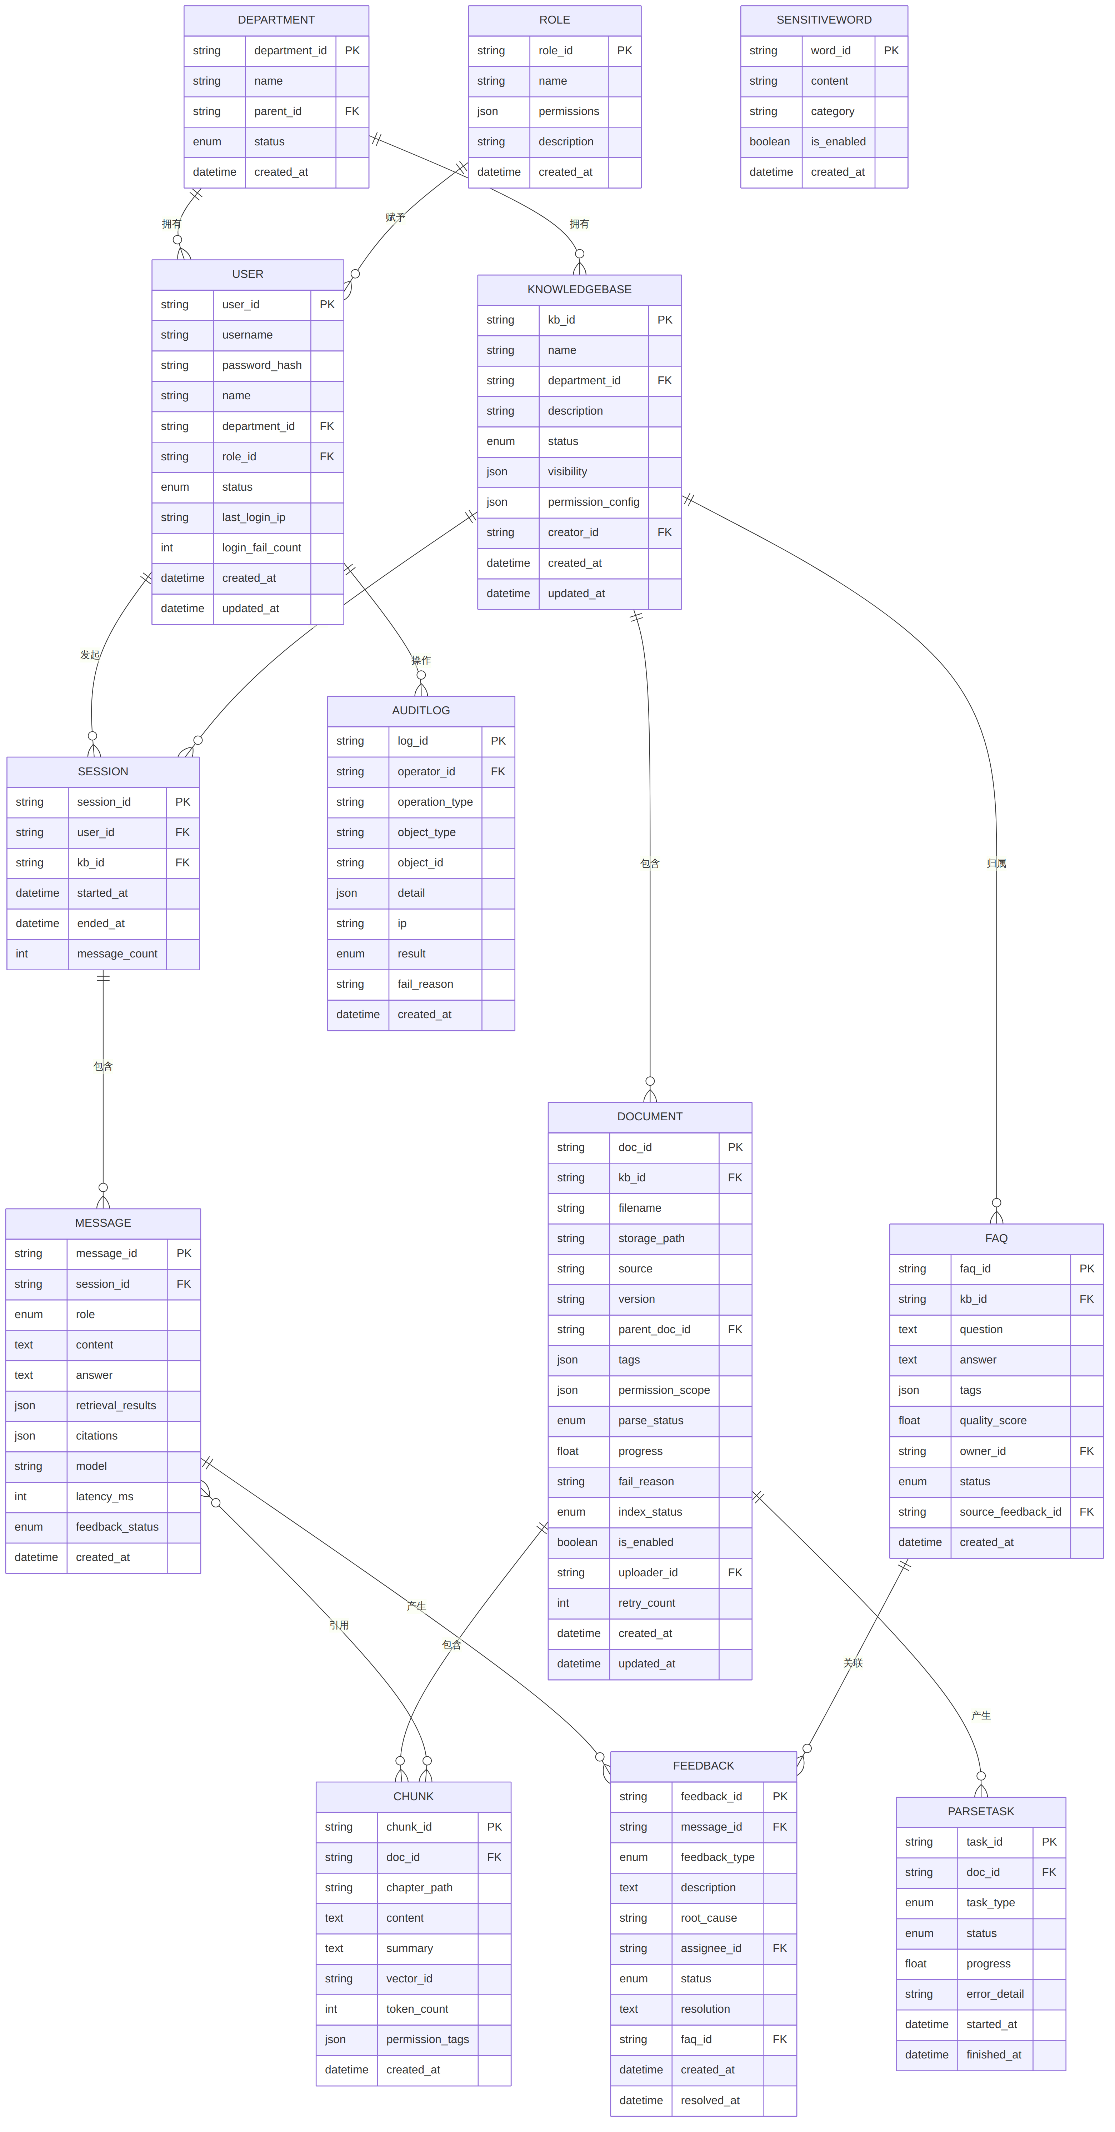 DEPARTMENT
string department_id PK
string name
string parent_id FK
enum status
datetime created_at
ROLE
string role_id PK
string name
json permissions
string description
datetime created_at
SENSITIVEWORD
string word_id PK
string content
string category
boolean is_enabled
datetime created_at
拥有
赋予
拥有
USER
string user_id PK
string username
string password_hash
string name
string department_id FK
string role_id FK
enum status
string last_login_ip
int login_fail_count
datetime created_at
datetime updated_at
KNOWLEDGEBASE
string kb_id PK
string name
string department_id FK
string description
enum status
json visibility
json permission_config
string creator_id FK
datetime created_at
datetime updated_at
发起
操作
SESSION
string session_id PK
string user_id FK
string kb_id FK
datetime started_at
datetime ended_at
int message_count
AUDITLOG
string log_id PK
string operator_id FK
string operation_type
string object_type
string object_id
json detail
string ip
enum result
string fail_reason
datetime created_at
包含
归属
包含
MESSAGE
string message_id PK
string session_id FK
enum role
text content
text answer
json retrieval_results
json citations
string model
int latency_ms
enum feedback_status
datetime created_at
DOCUMENT
string doc_id PK
string kb_id FK
string filename
string storage_path
string source
string version
string parent_doc_id FK
json tags
json permission_scope
enum parse_status
float progress
string fail_reason
enum index_status
boolean is_enabled
string uploader_id FK
int retry_count
datetime created_at
datetime updated_at
FAQ
string faq_id PK
string kb_id FK
text question
text answer
json tags
float quality_score
string owner_id FK
enum status
string source_feedback_id FK
datetime created_at
产生
引用
包含
关联
产生
CHUNK
string chunk_id PK
string doc_id FK
string chapter_path
text content
text summary
string vector_id
int token_count
json permission_tags
datetime created_at
FEEDBACK
string feedback_id PK
string message_id FK
enum feedback_type
text description
string root_cause
string assignee_id FK
enum status
text resolution
string faq_id FK
datetime created_at
datetime resolved_at
PARSETASK
string task_id PK
string doc_id FK
enum task_type
enum status
float progress
string error_detail
datetime started_at
datetime finished_at